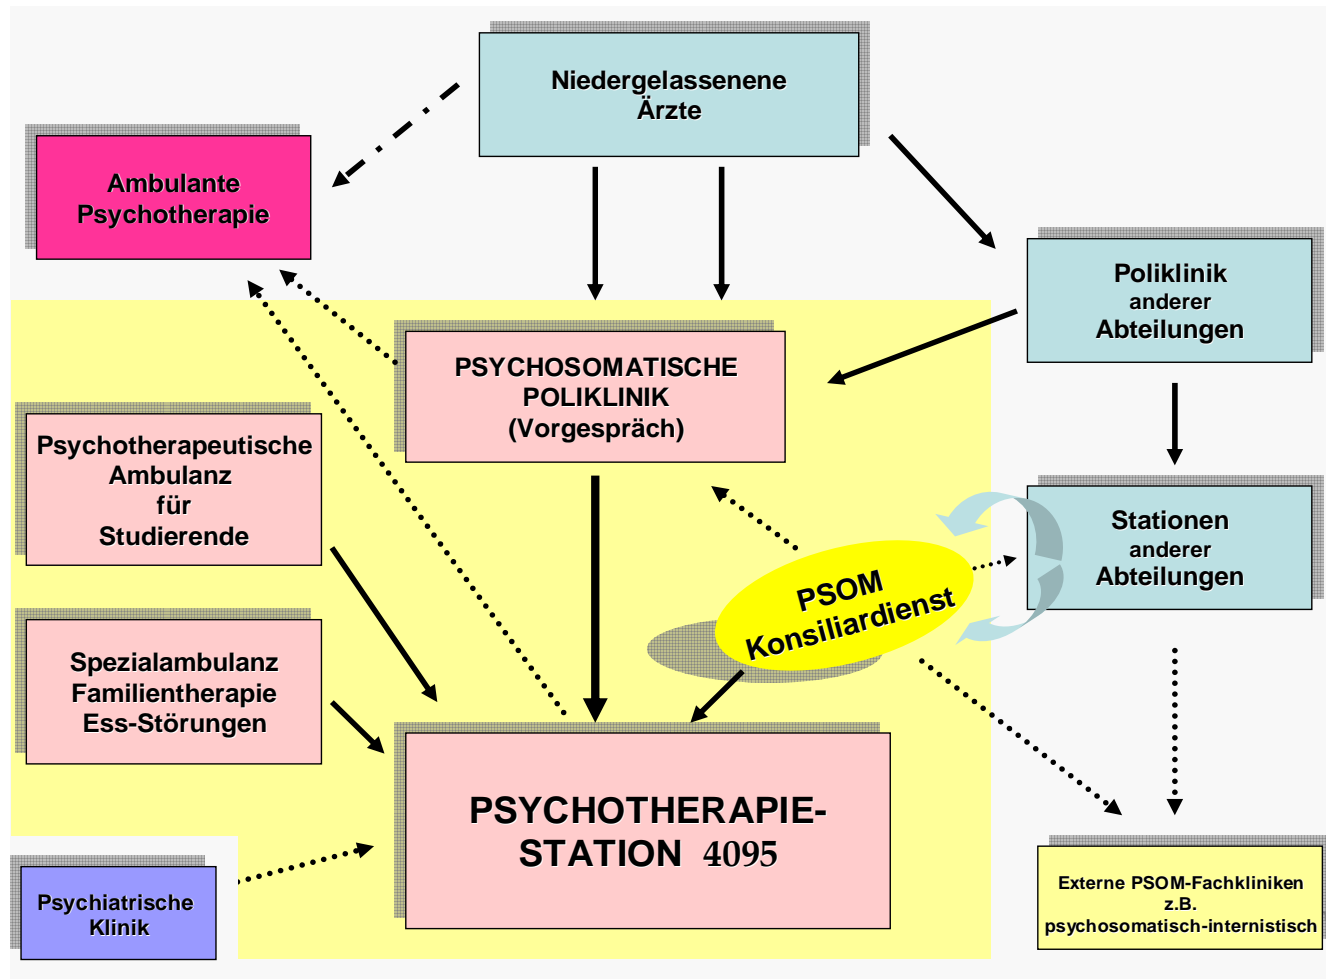 Niedergelassenene
Ärzte
Ambulante
Psychotherapie
Poliklinik
anderer
Abteilungen
PSYCHOSOMATISCHE
POLIKLINIK
(Vorgespräch)
Psychotherapeutische
Ambulanz
für
Studierende
Stationen
anderer
Abteilungen
PSOM
Konsiliardienst
Spezialambulanz
Familientherapie
Ess-Störungen
PSYCHOTHERAPIE-
STATION 4095
Psychiatrische
Klinik
Externe PSOM-Fachkliniken
z.B.
psychosomatisch-internistisch